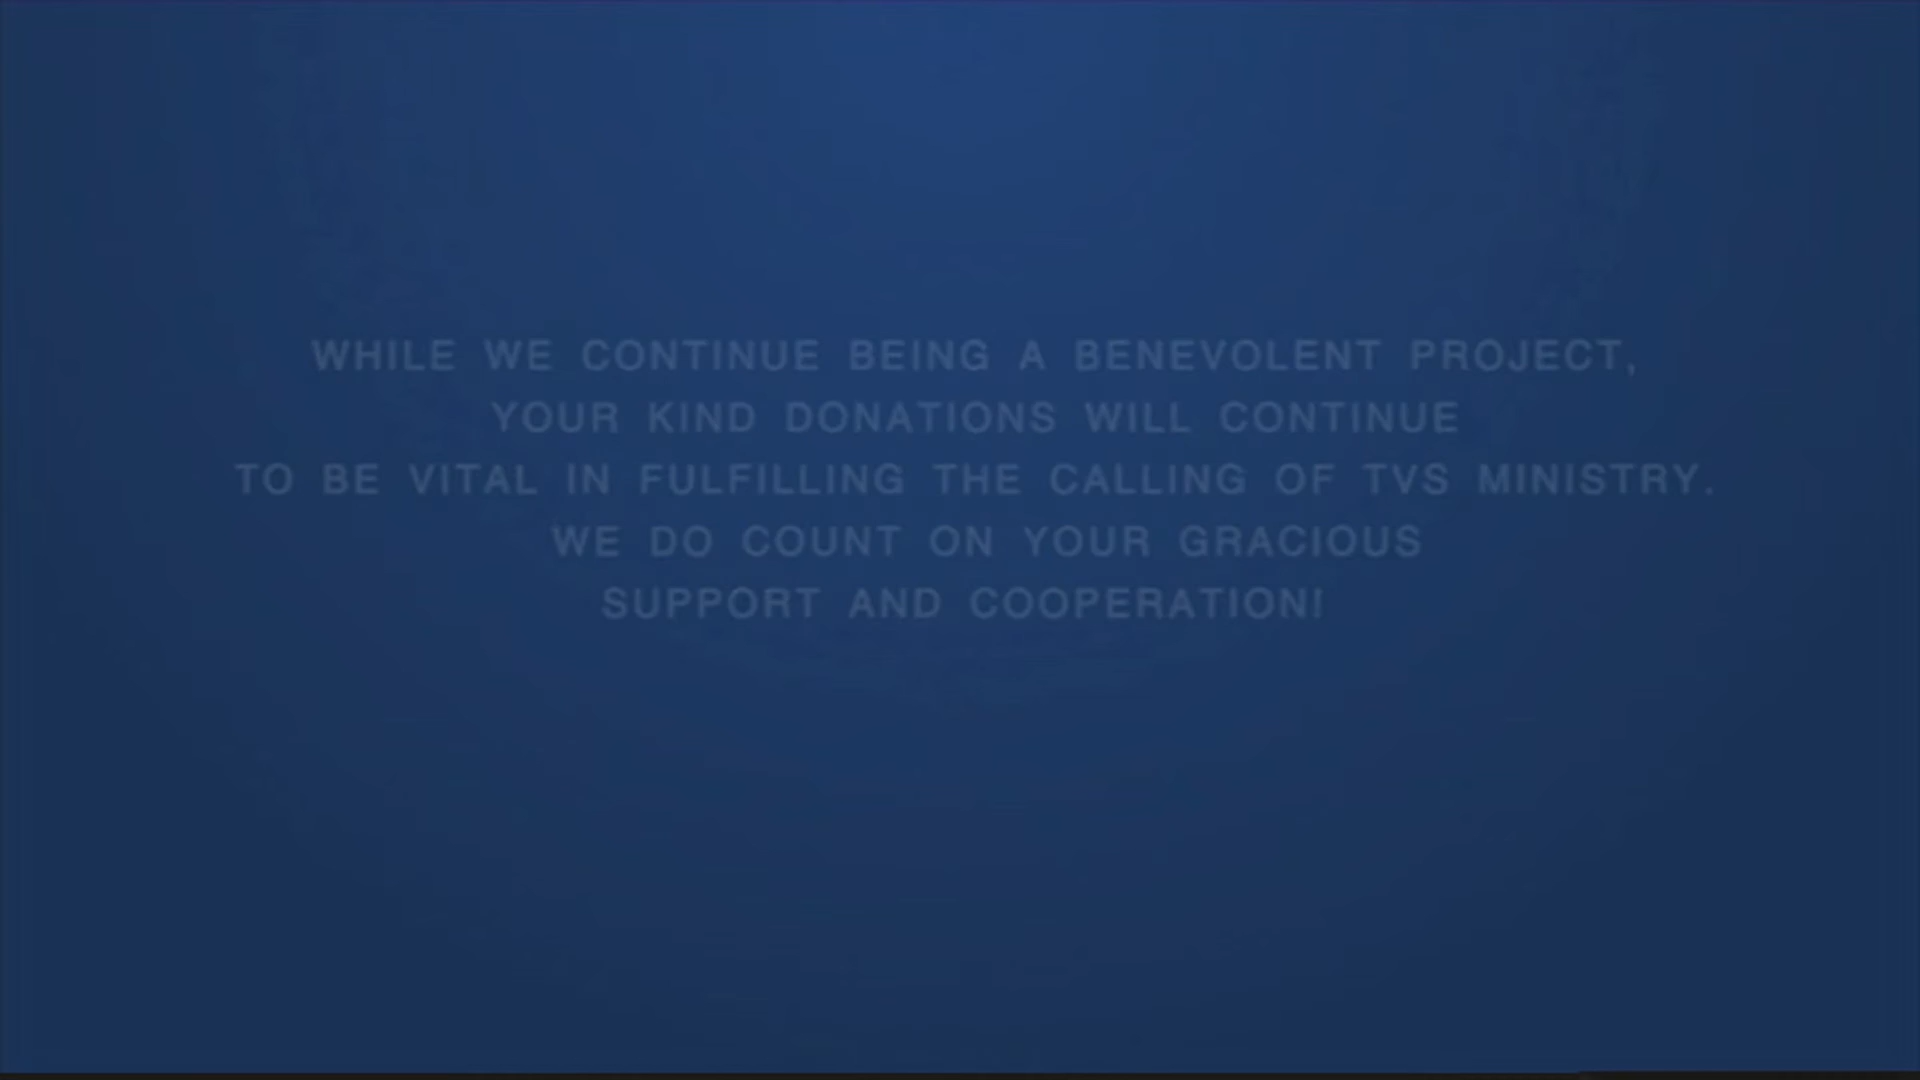 WHILE WE CONTINUE BEING A BENEVOLENT PROJECT,
YOUR KIND DONATIONS WILL CONTINUE
TO BE VITAL IN FULFILLING THE CALLING OF TVS MINISTRY.
WE DO COUNT ON YOUR GRACIOUS
SUPPORT AND COOPERATION!